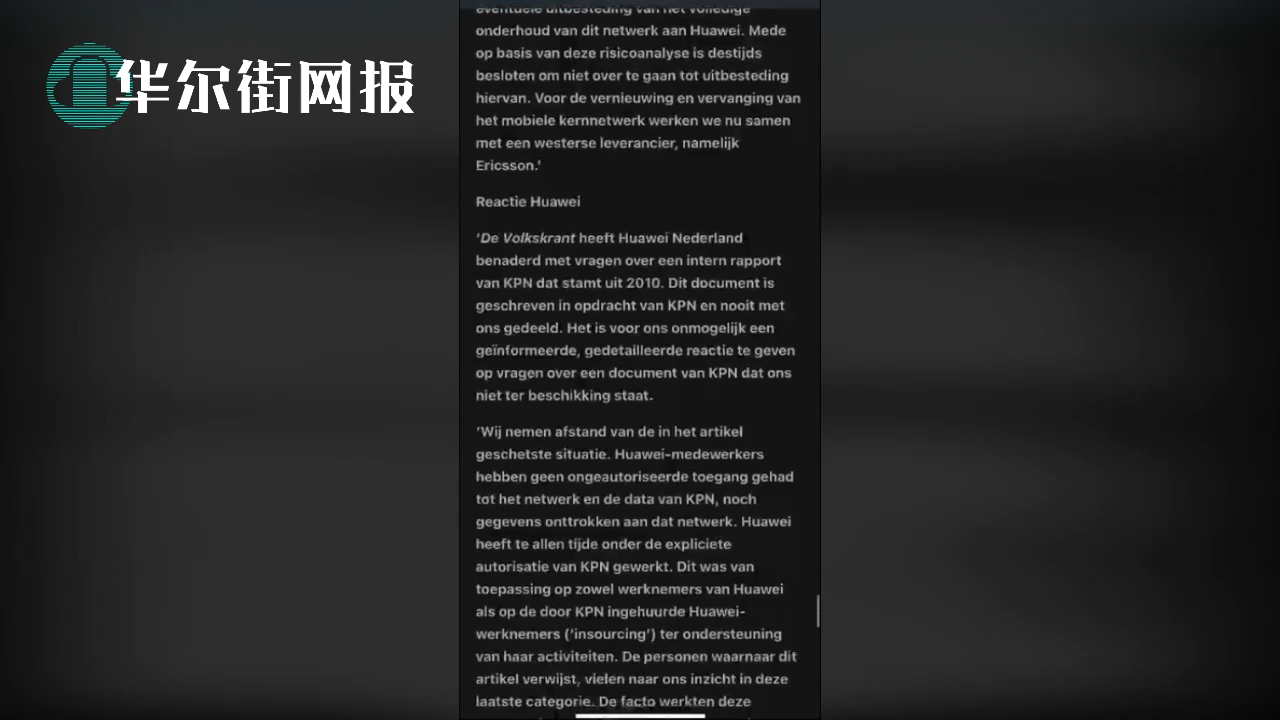 华尔街网报
eventuele uitbesteding van het volledige
onderhoud van dit netwerk aan Huawei. Mede
op basis van deze risicoanalyse is destijds
besloten om niet over te gaan tot uitbesteding
hiervan. Voor de vernieuwing en vervanging van
het mobiele kernnetwerk werken we nu samen
met een westerse leverancier, namelijk
Ericsson.'
Reactie Huawei
'De Volkskrant heeft Huawei Nederland
benaderd met vragen over een intern rapport
van KPN dat stamt uit 2010. Dit document is
geschreven in opdracht van KPN en nooit met
ons gedeeld. Het is voor ons onmogelijk een
geïnformeerde, gedetailleerde reactie te geven
op vragen over een document van KPN dat ons
niet ter beschikking staat.
'Wij nemen afstand van de in het artikel
geschetste situatie. Huawei-medewerkers
hebben geen ongeautoriseerde toegang gehad
tot het netwerk en de data van KPN, noch
gegevens onttrokken aan dat netwerk. Huawei
heeft te allen tijde onder de expliciete
autorisatie van KPN gewerkt. Dit was van
toepassing op zowel werknemers van Huawei
als op de door KPN ingehuurde Huawei-
werknemers ('insourcing') ter ondersteuning
van haar activiteiten. De personen waarnaar dit
artikel verwijst, vielen naar ons inzicht in deze
laatste categorie. De facto werkten deze